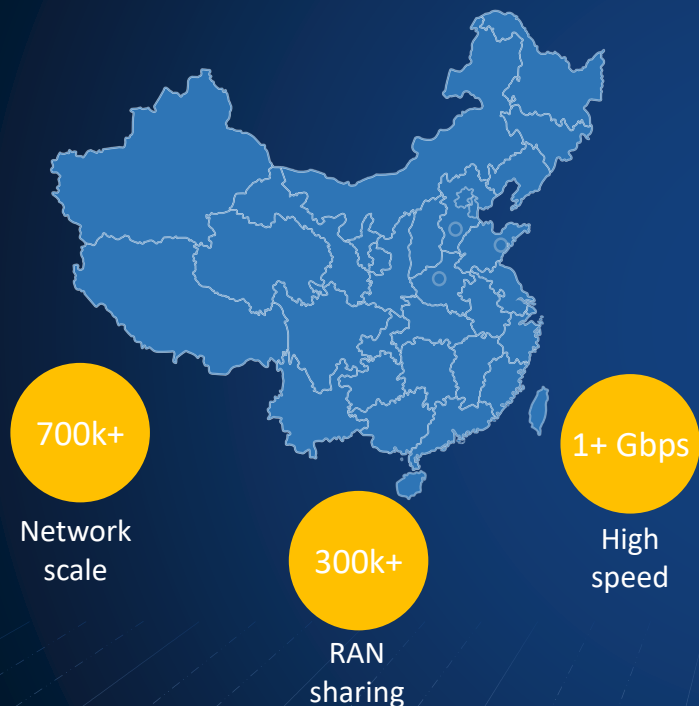 700k+
Network
scale
300k+
RAN
sharing
1+ Gbps
High
speed